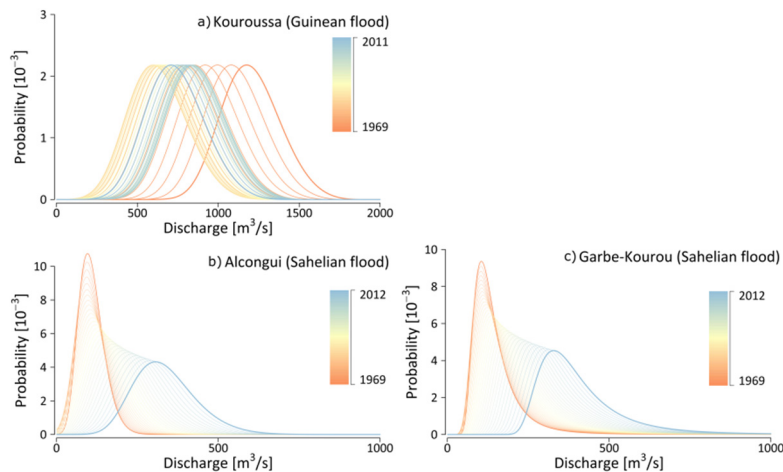 a) Kouroussa (Guinean flood)
3
2
1
0
Probability [10⁻³]
2011
1969
0 500 1000 1500 2000
Discharge [m³/s]
b) Alcongui (Sahelian flood)
10
8
6
4
2
0
Probability [10⁻³]
2012
1969
0 500 1000
Discharge [m³/s]
c) Garbe-Kourou (Sahelian flood)
10
8
6
4
2
0
Probability [10⁻³]
2012
1969
0 500 1000
Discharge [m³/s]